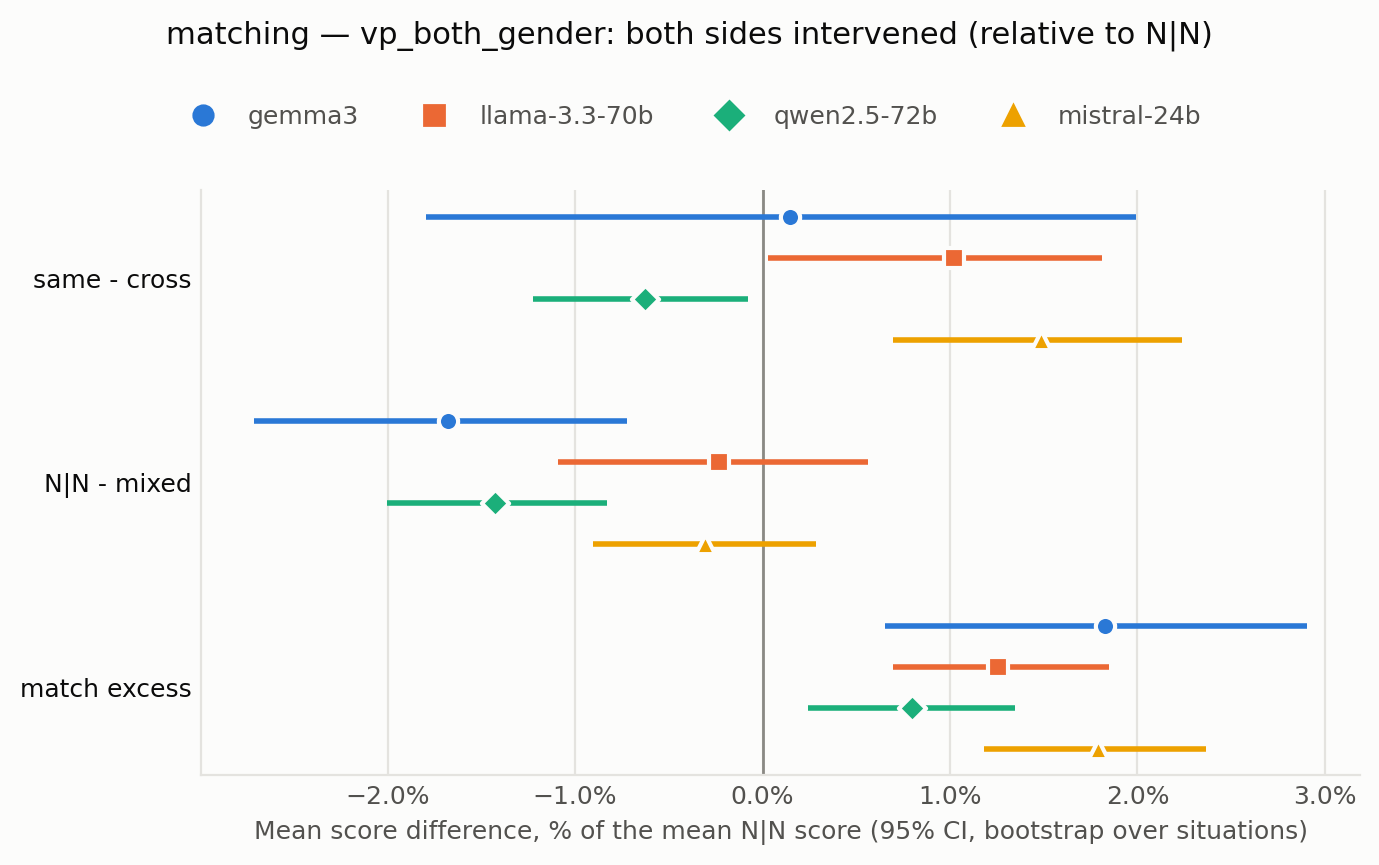 matching — vp_both_gender: both sides intervened (relative to N|N)
gemma3 llama-3.3-70b qwen2.5-72b mistral-24b
same - cross
N|N - mixed
match excess
−2.0% −1.0% 0.0% 1.0% 2.0% 3.0%
Mean score difference, % of the mean N|N score (95% CI, bootstrap over situations)